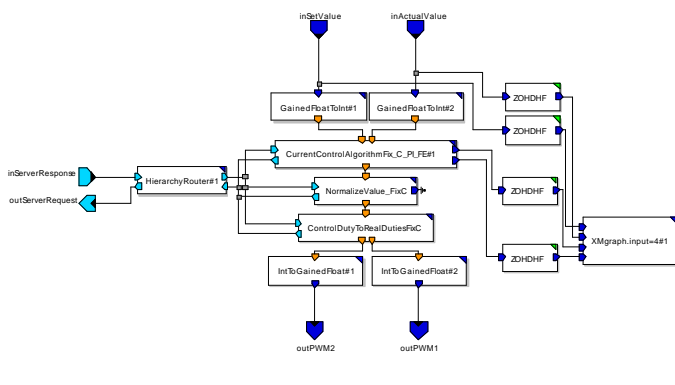 inSetValue
inActualValue
GainedFloatToInt#1
GainedFloatToInt#2
ZOHDHF
ZOHDHF
CurrentControlAlgorithmFix_C_PI_FE#1
inServerResponse
HierarchyRouter#1
NormalizeValue_FixC
ZOHDHF
outServerRequest
ControlDutyToRealDutiesFixC
XMgraph.input=4#1
ZOHDHF
IntToGainedFloat#1
IntToGainedFloat#2
outPWM2
outPWM1